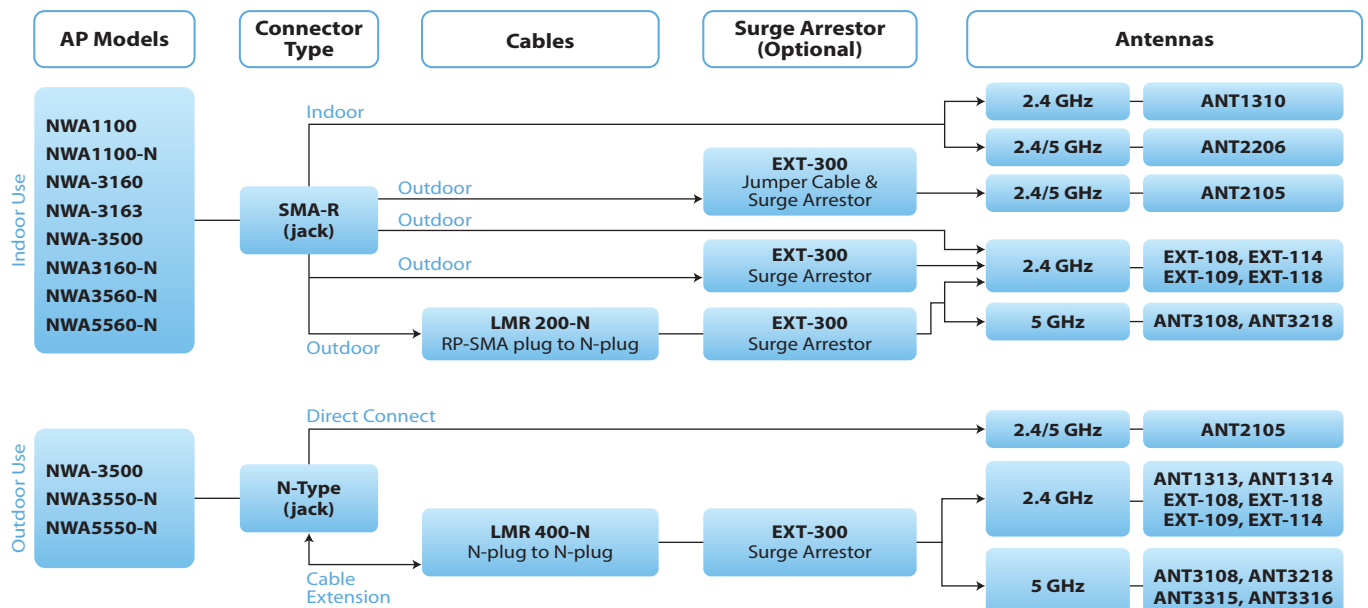 AP Models
Connector
Type
Cables
Surge Arrestor
(Optional)
Antennas
Indoor Use
NWA1100
NWA1100-N
NWA-3160
NWA-3163
NWA-3500
NWA3160-N
NWA3560-N
NWA5560-N
SMA-R
(jack)
Indoor
2.4 GHz
ANT1310
2.4/5 GHz
ANT2206
Outdoor
EXT-300
Jumper Cable &
Surge Arrestor
2.4/5 GHz
ANT2105
Outdoor
Outdoor
EXT-300
Surge Arrestor
2.4 GHz
EXT-108, EXT-114
EXT-109, EXT-118
Outdoor
LMR 200-N
RP-SMA plug to N-plug
EXT-300
Surge Arrestor
5 GHz
ANT3108, ANT3218
Outdoor Use
NWA-3500
NWA3550-N
NWA5550-N
N-Type
(jack)
Direct Connect
2.4/5 GHz
ANT2105
Cable
Extension
LMR 400-N
N-plug to N-plug
EXT-300
Surge Arrestor
2.4 GHz
ANT1313, ANT1314
EXT-108, EXT-118
EXT-109, EXT-114
5 GHz
ANT3108, ANT3218
ANT3315, ANT3316